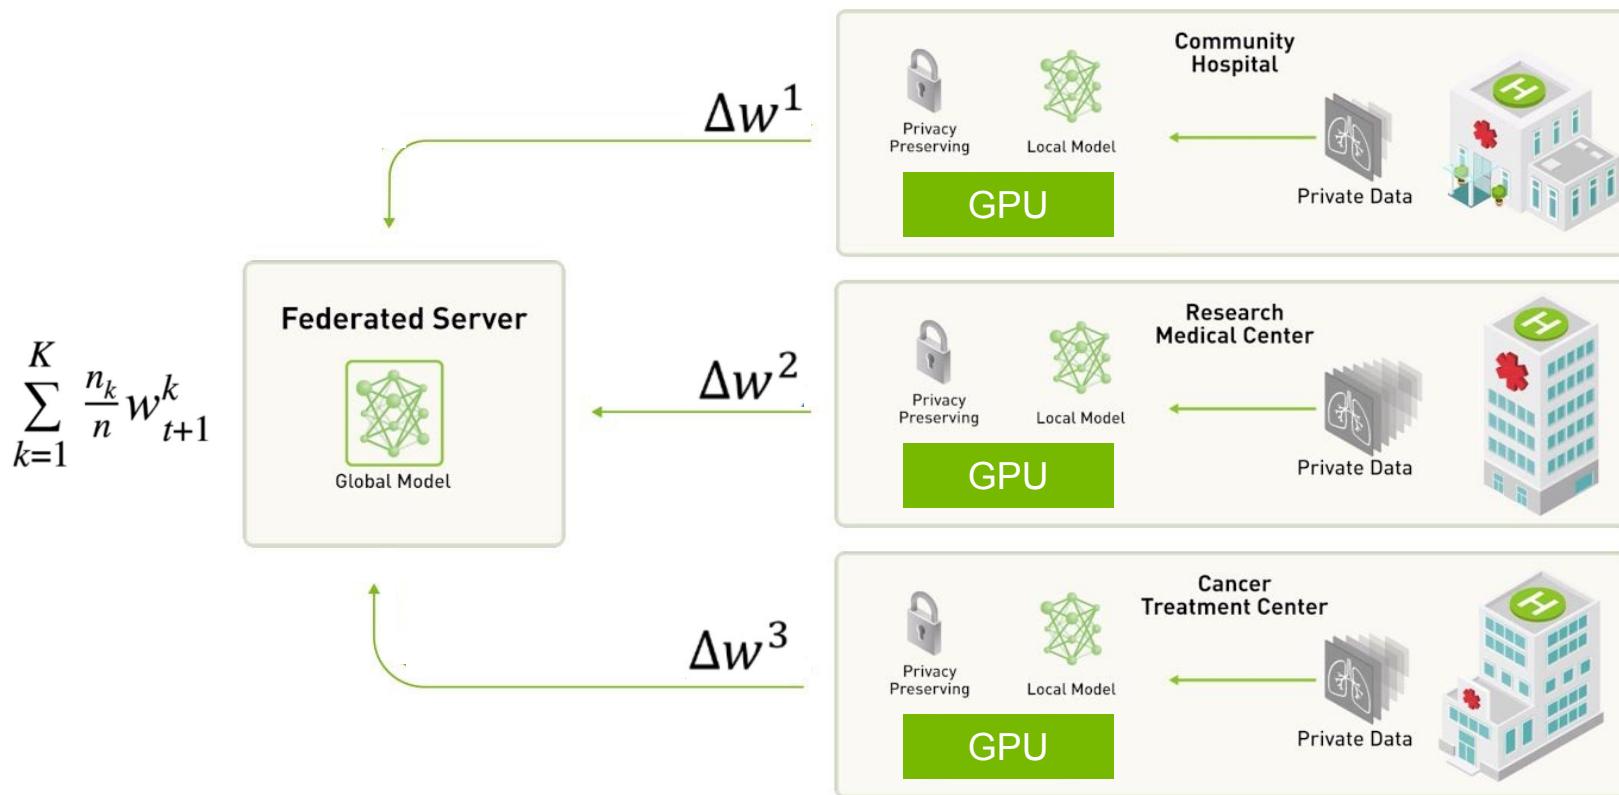 Community
Hospital
Δw¹
Privacy
Preserving
Local Model
Private Data
GPU
Federated Server
Global Model
K
∑ n_k/n w^k_{t+1}
k=1
Research
Medical Center
Δw²
Privacy
Preserving
Local Model
Private Data
GPU
Cancer
Treatment Center
Δw³
Privacy
Preserving
Local Model
Private Data
GPU
H
H
H